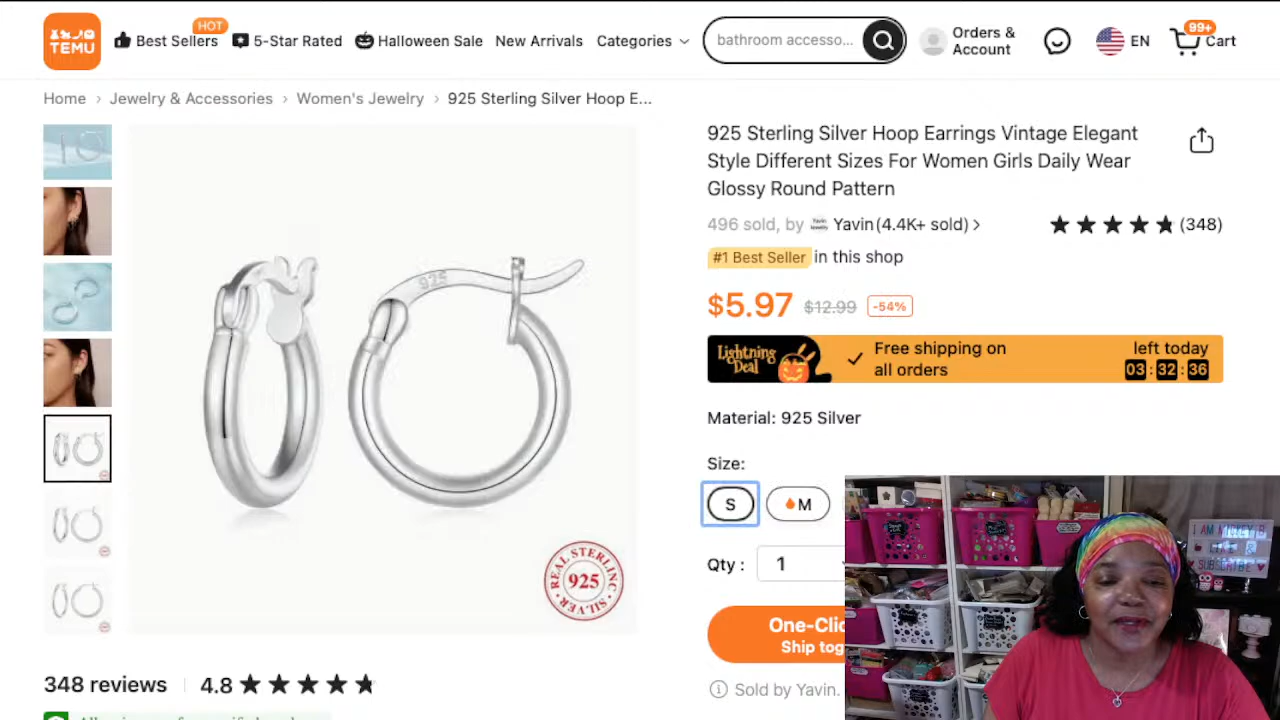 TEMU
Best Sellers
HOT
5-Star Rated
Halloween Sale
New Arrivals
Categories
bathroom accesso...
Orders &
Account
EN
99+
Cart
Home › Jewelry & Accessories › Women's Jewelry › 925 Sterling Silver Hoop E...
925 Sterling Silver Hoop Earrings Vintage Elegant
Style Different Sizes For Women Girls Daily Wear
Glossy Round Pattern
496 sold, by Yavin(4.4K+ sold) >
(348)
#1 Best Seller in this shop
$5.97 $12.99 -54%
Lightning
Deal
Free shipping on
all orders
left today
03:32:36
Material: 925 Silver
Size:
S
M
Qty :
1
One-Clic
Ship tog
Sold by Yavin.
925
REAL STERLING
925
SILVER
348 reviews
4.8
I AM MICKEY B
SUBSCRIBE